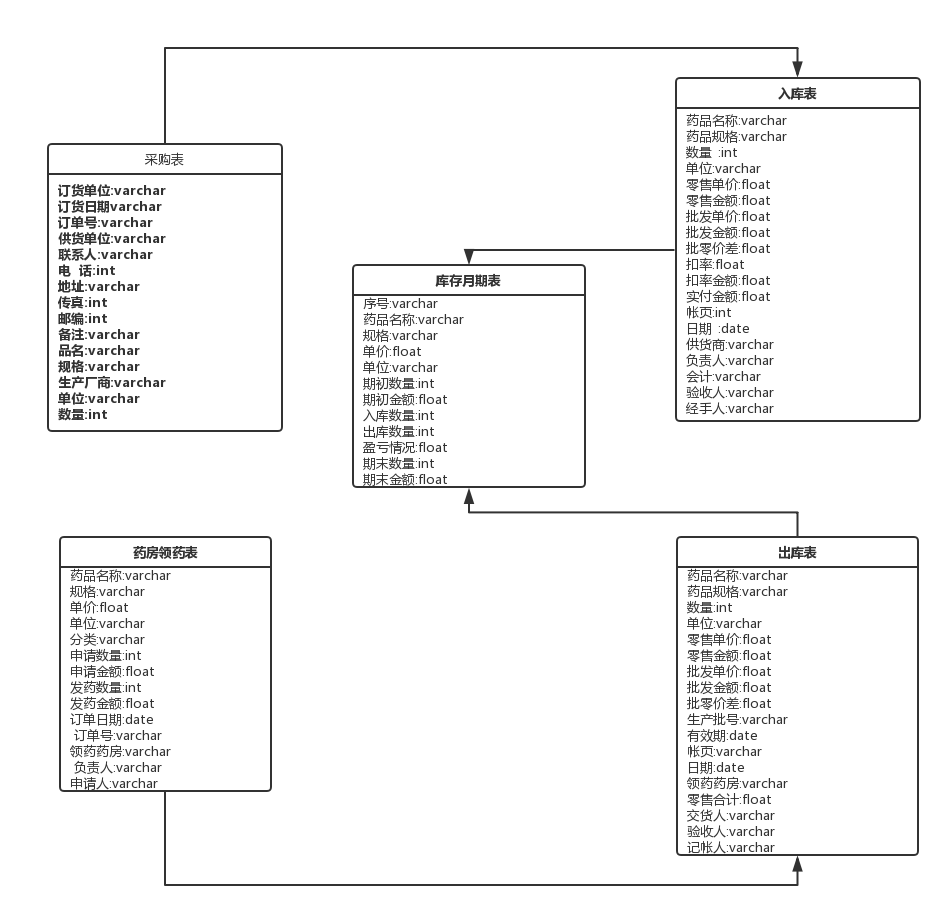 采购表
订货单位:varchar
订货日期varchar
订单号:varchar
供货单位:varchar
联系人:varchar
电  话:int
地址:varchar
传真:int
邮编:int
备注:varchar
品名:varchar
规格:varchar
生产厂商:varchar
单位:varchar
数量:int
入库表
药品名称:varchar
药品规格:varchar
数量  :int
单位:varchar
零售单价:float
零售金额:float
批发单价:float
批发金额:float
批零价差:float
扣率:float
扣率金额:float
实付金额:float
帐页:int
日期  :date
供货商:varchar
负责人:varchar
会计:varchar
验收人:varchar
经手人:varchar
库存月期表
序号:varchar
药品名称:varchar
规格:varchar
单价:float
单位:varchar
期初数量:int
期初金额:float
入库数量:int
出库数量:int
盈亏情况:float
期末数量:int
期末金额:float
药房领药表
药品名称:varchar
规格:varchar
单价:float
单位:varchar
分类:varchar
申请数量:int
申请金额:float
发药数量:int
发药金额:float
订单日期:date
订单号:varchar
领药药房:varchar
负责人:varchar
申请人:varchar
出库表
药品名称:varchar
药品规格:varchar
数量:int
单位:varchar
零售单价:float
零售金额:float
批发单价:float
批发金额:float
批零价差:float
生产批号:varchar
有效期:date
帐页:varchar
日期:date
领药药房:varchar
零售合计:float
交货人:varchar
验收人:varchar
记帐人:varchar